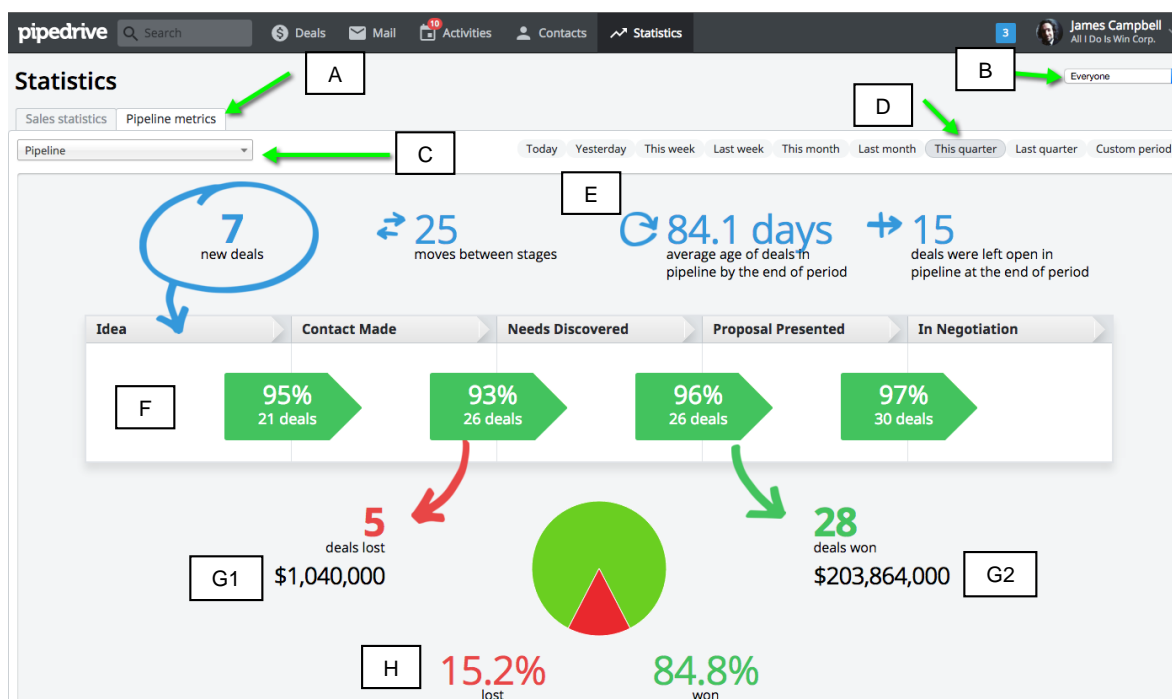 pipedrive Search Deals Mail 10 Activities Contacts Statistics 3 James Campbell
All I Do Is Win Corp.
A
B
Statistics
Everyone
D
Sales statistics Pipeline metrics
Pipeline
C
Today Yesterday This week Last week This month Last month This quarter Last quarter Custom period
E
7
new deals
25
moves between stages
84.1 days
average age of deals in
pipeline by the end of period
15
deals were left open in
pipeline at the end of period
Idea Contact Made Needs Discovered Proposal Presented In Negotiation
F
95%
21 deals
93%
26 deals
96%
26 deals
97%
30 deals
5
deals lost
G1
$1,040,000
28
deals won
$203,864,000
G2
H
15.2%
lost
84.8%
won